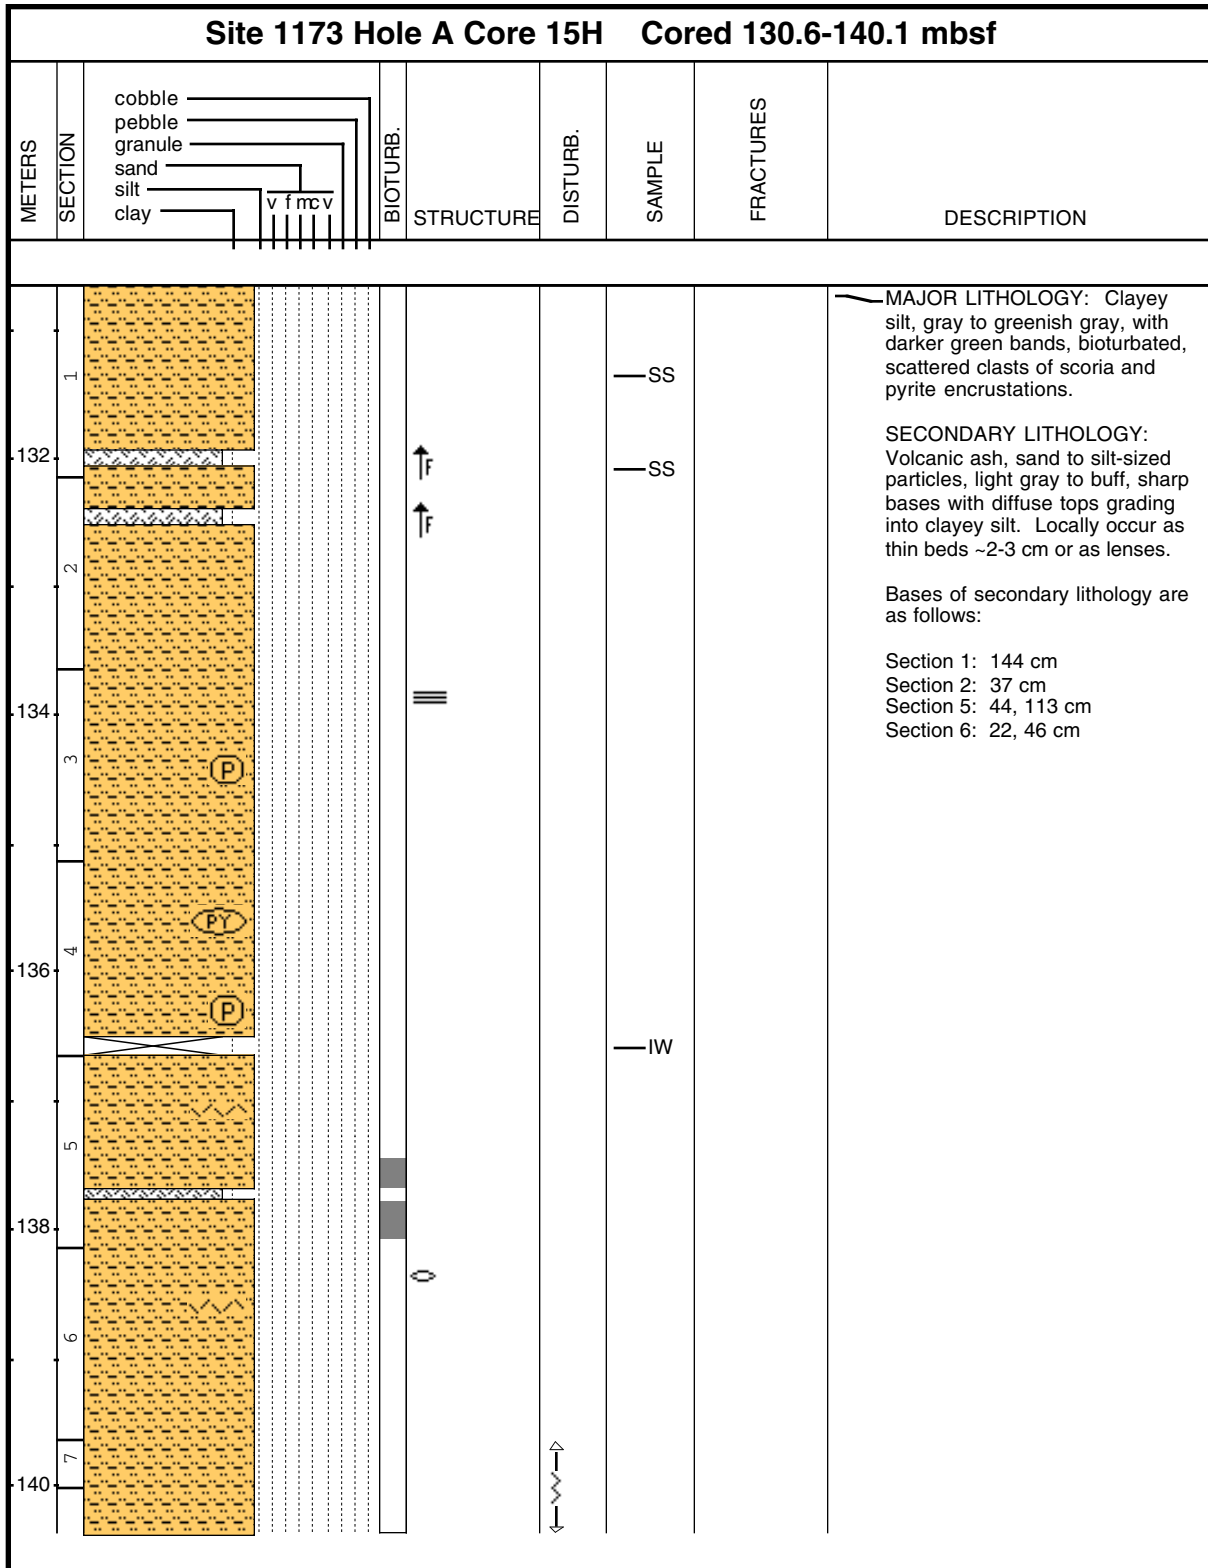 Site 1173 Hole A Core 15H Cored 130.6-140.1 mbsf
METERS
SECTION
cobble
pebble
granule
sand
silt
clay
v f m c v
BIOTURB.
STRUCTURE
DISTURB.
SAMPLE
FRACTURES
DESCRIPTION
MAJOR LITHOLOGY: Clayey
silt, gray to greenish gray, with
darker green bands, bioturbated,
scattered clasts of scoria and
pyrite encrustations.
SECONDARY LITHOLOGY:
Volcanic ash, sand to silt-sized
particles, light gray to buff, sharp
bases with diffuse tops grading
into clayey silt. Locally occur as
thin beds ~2-3 cm or as lenses.
Bases of secondary lithology are
as follows:
Section 1: 144 cm
Section 2: 37 cm
Section 5: 44, 113 cm
Section 6: 22, 46 cm
1
SS
132
F
SS
F
2
134
3
P
PY
4
136
P
IW
5
138
6
7
140